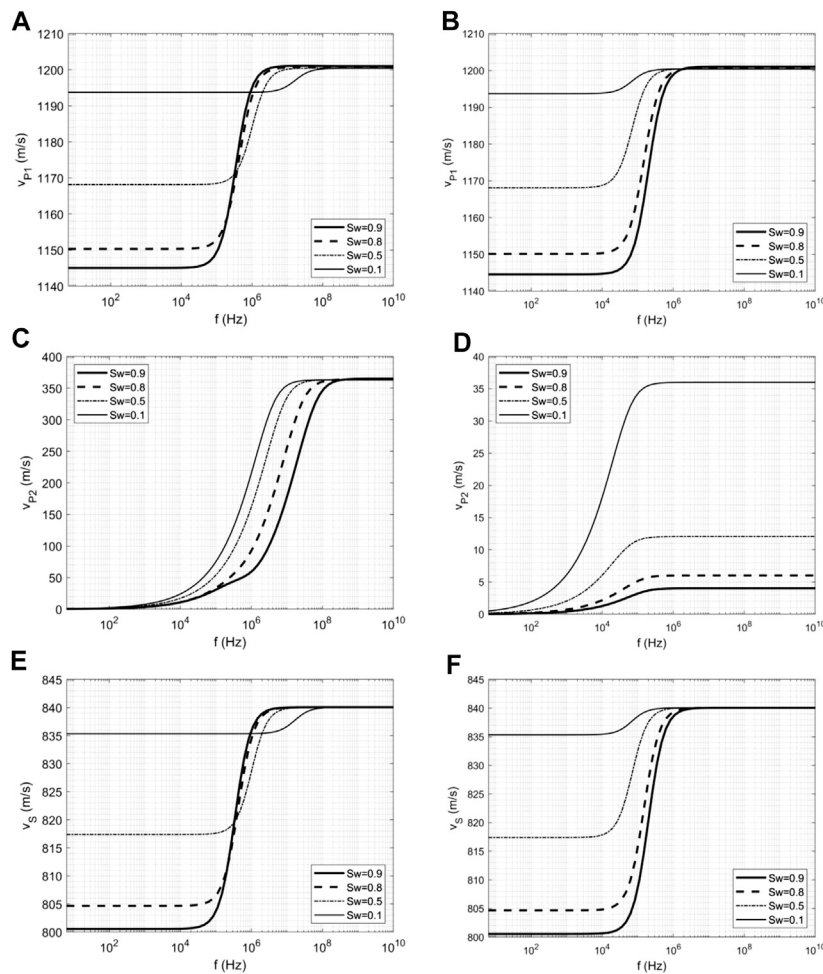 A
1210
1200
1190
1180
1170
1160
1150
1140
v_P1 (m/s)
Sw=0.9
Sw=0.8
Sw=0.5
Sw=0.1
10^2 10^4 10^6 10^8 10^10
f (Hz)
B
1210
1200
1190
1180
1170
1160
1150
1140
v_P1 (m/s)
Sw=0.9
Sw=0.8
Sw=0.5
Sw=0.1
10^2 10^4 10^6 10^8 10^10
f (Hz)
C
400
350
300
250
200
150
100
50
0
v_P2 (m/s)
Sw=0.9
Sw=0.8
Sw=0.5
Sw=0.1
10^2 10^4 10^6 10^8 10^10
f (Hz)
D
40
35
30
25
20
15
10
5
0
v_P2 (m/s)
Sw=0.9
Sw=0.8
Sw=0.5
Sw=0.1
10^2 10^4 10^6 10^8 10^10
f (Hz)
E
845
840
835
830
825
820
815
810
805
800
v_S (m/s)
Sw=0.9
Sw=0.8
Sw=0.5
Sw=0.1
10^2 10^4 10^6 10^8 10^10
f (Hz)
F
845
840
835
830
825
820
815
810
805
800
v_S (m/s)
Sw=0.9
Sw=0.8
Sw=0.5
Sw=0.1
10^2 10^4 10^6 10^8 10^10
f (Hz)